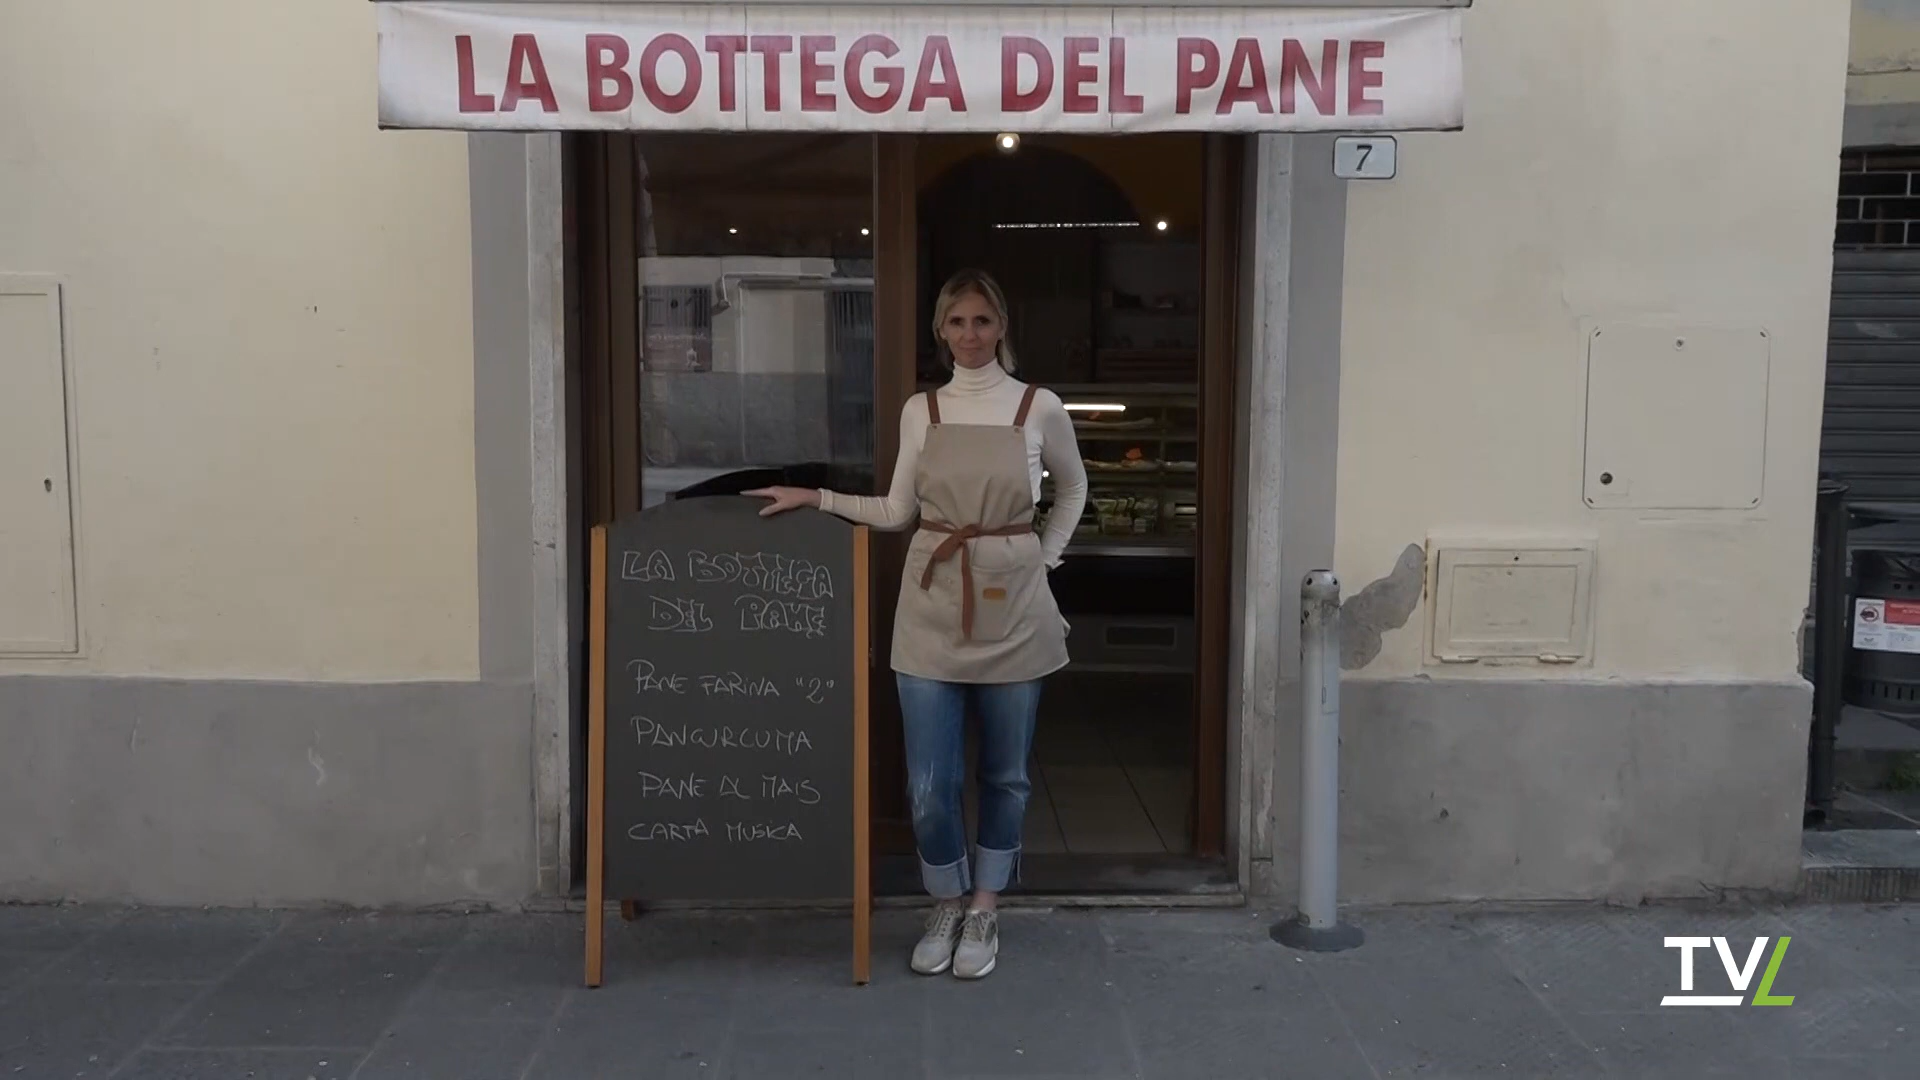 LA BOTTEGA DEL PANE
7
LA BOTTEGA
DEL PANE
PANE FARINA "2"
PANCURCUMA
PANE AL MAIS
CARTA MUSICA
TVL